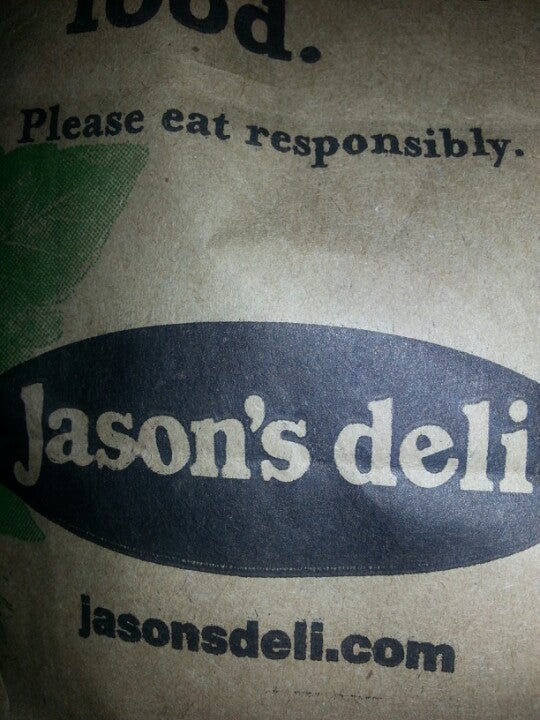 food.
Please eat responsibly.
Jason's deli
jasonsdeli.com